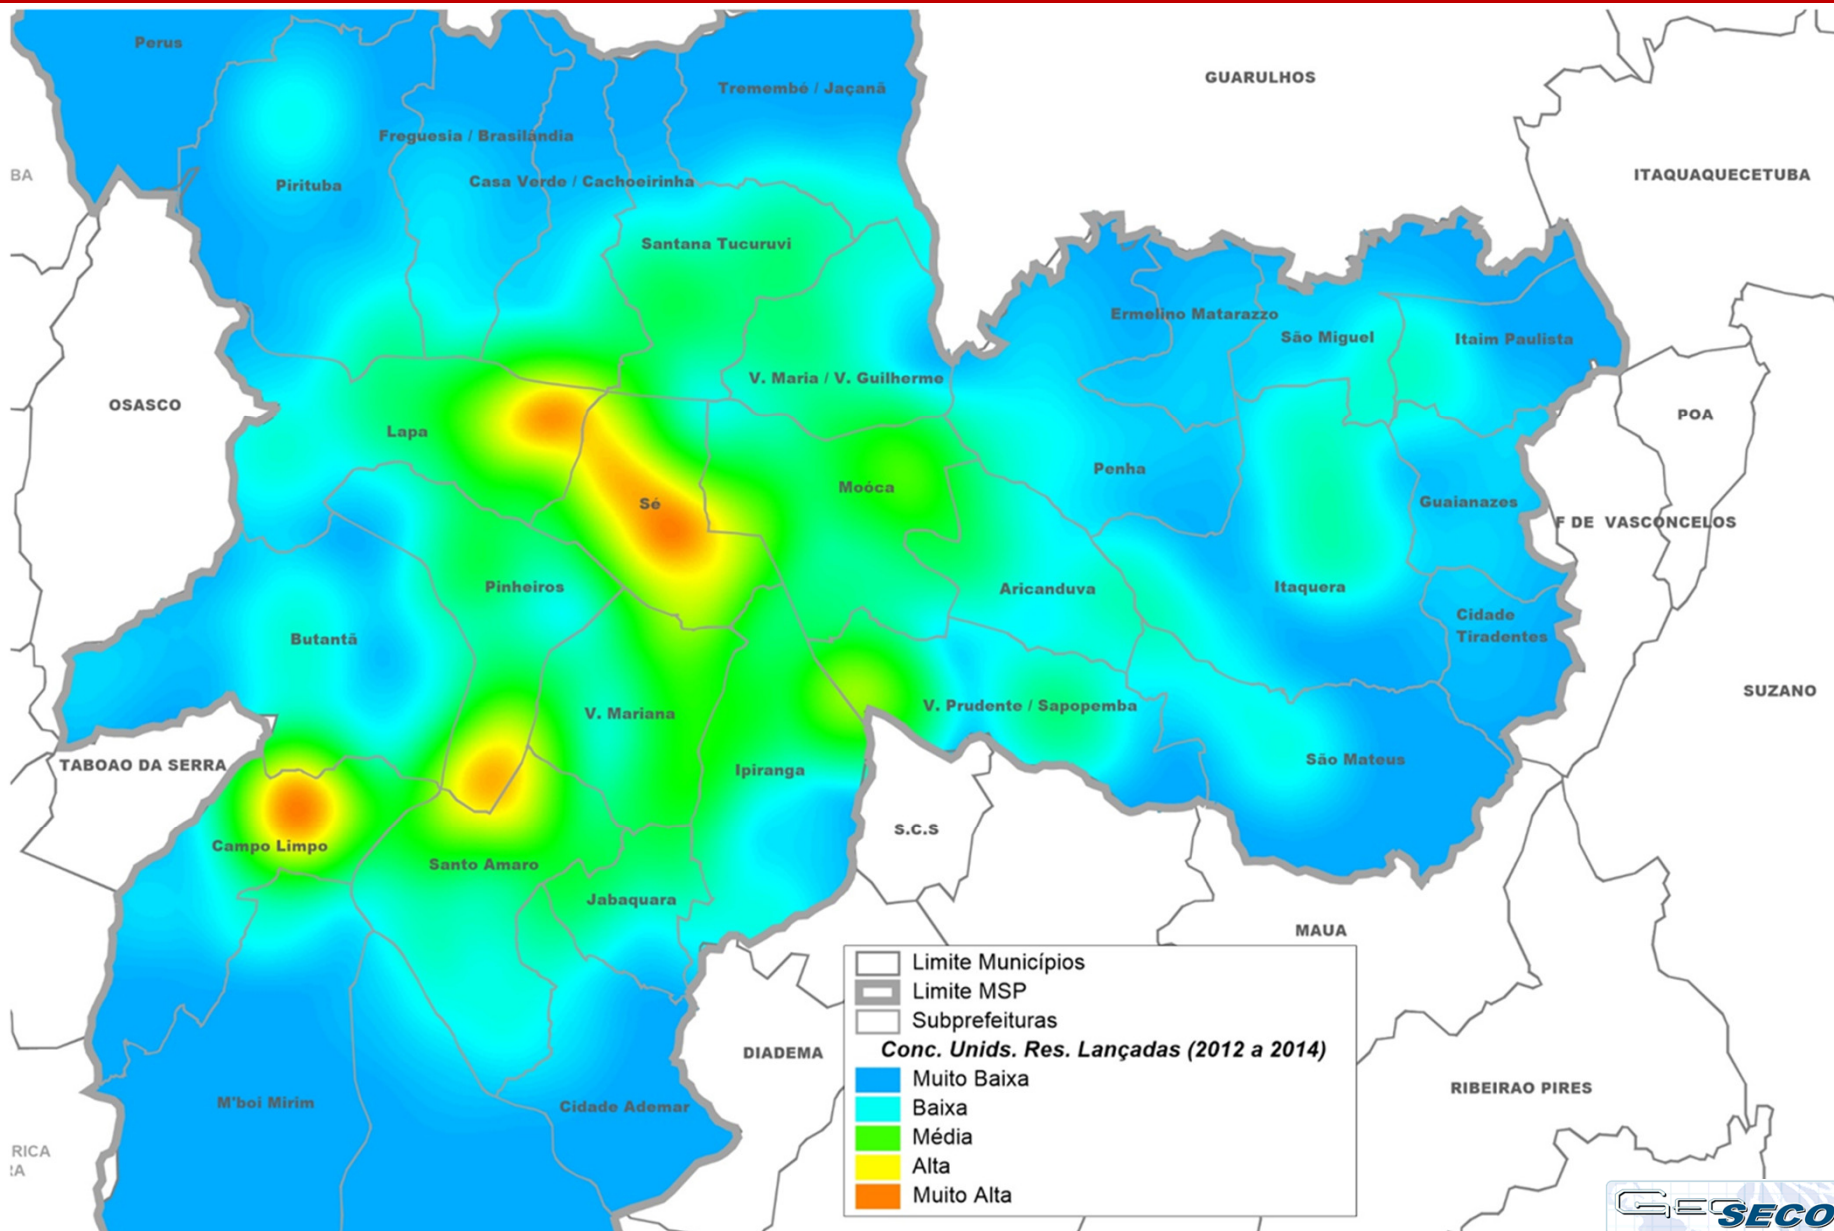 Perus
GUARULHOS
Tremembé / Jaçanã
Freguesia / Brasilândia
BA
ITAQUAQUECETUBA
Casa Verde / Cachoeirinha
Pirituba
Santana Tucuruvi
Ermelino Matarazzo
São Miguel
Itaim Paulista
V. Maria / V. Guilherme
OSASCO
POA
Lapa
Penha
Moóca
Sé
Guaianazes
F DE VASCONCELOS
Pinheiros
Aricanduva
Itaquera
Cidade
Tiradentes
Butantã
SUZANO
V. Prudente / Sapopemba
V. Mariana
São Mateus
TABOAO DA SERRA
Ipiranga
S.C.S
Campo Limpo
Santo Amaro
Jabaquara
MAUA
Limite Municípios
Limite MSP
Subprefeituras
Conc. Unids. Res. Lançadas (2012 a 2014)
Muito Baixa
Baixa
Média
Alta
Muito Alta
DIADEMA
RIBEIRAO PIRES
M'boi Mirim
Cidade Ademar
RICA
RA
GEOSECO